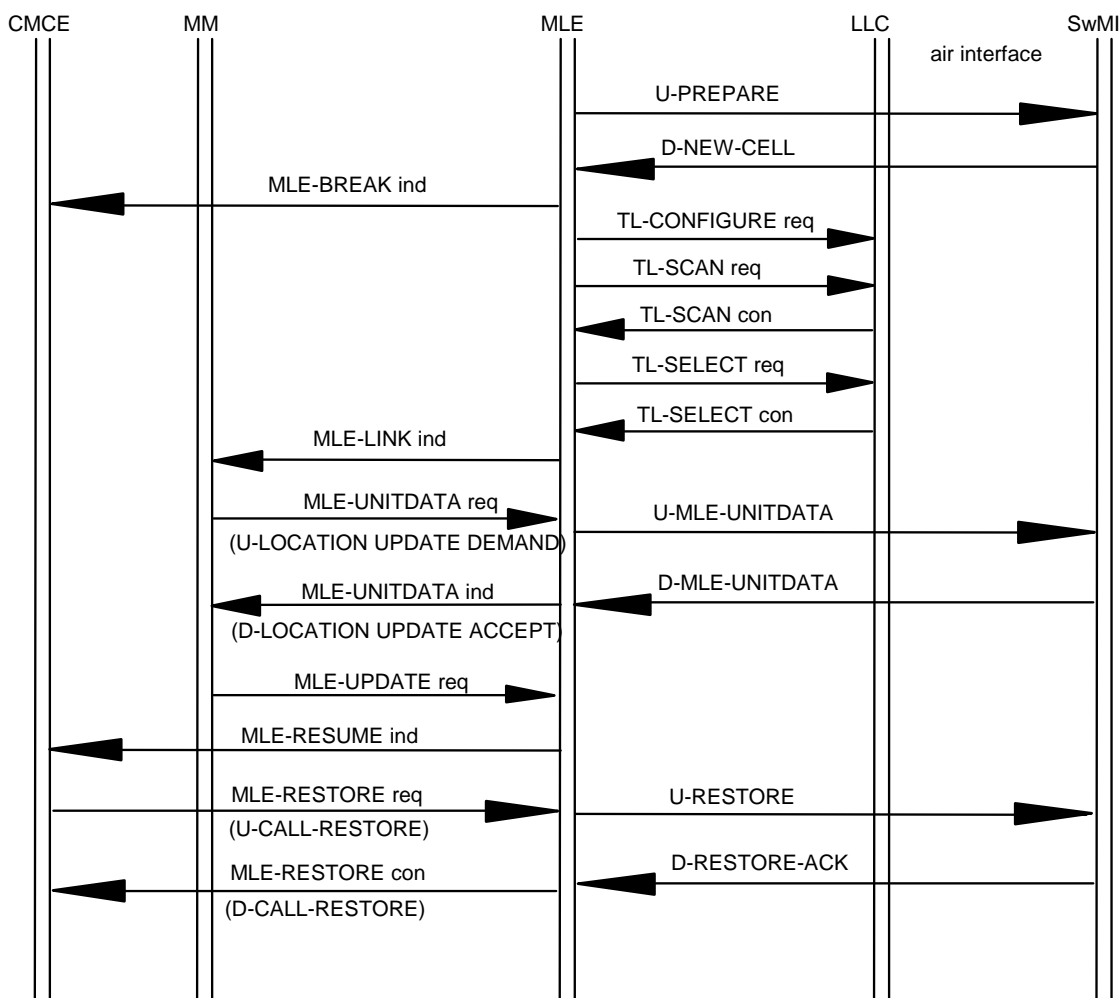 CMCE MM MLE LLC SwMI
air interface
U-PREPARE
D-NEW-CELL
MLE-BREAK ind
TL-CONFIGURE req
TL-SCAN req
TL-SCAN con
TL-SELECT req
TL-SELECT con
MLE-LINK ind
MLE-UNITDATA req
U-MLE-UNITDATA
(U-LOCATION UPDATE DEMAND)
D-MLE-UNITDATA
MLE-UNITDATA ind
(D-LOCATION UPDATE ACCEPT)
MLE-UPDATE req
MLE-RESUME ind
MLE-RESTORE req
U-RESTORE
(U-CALL-RESTORE)
D-RESTORE-ACK
MLE-RESTORE con
(D-CALL-RESTORE)